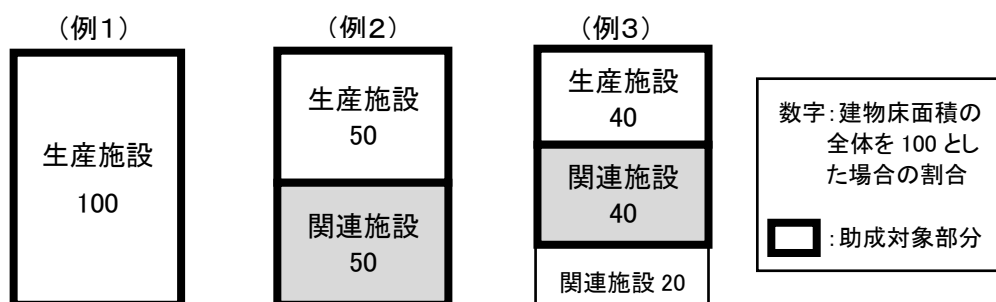 （例１）
生産施設
100
（例２）
生産施設
50
関連施設
50
（例３）
生産施設
40
関連施設
40
関連施設 20
数字：建物床面積の
全体を 100 とし
た場合の割合
：助成対象部分